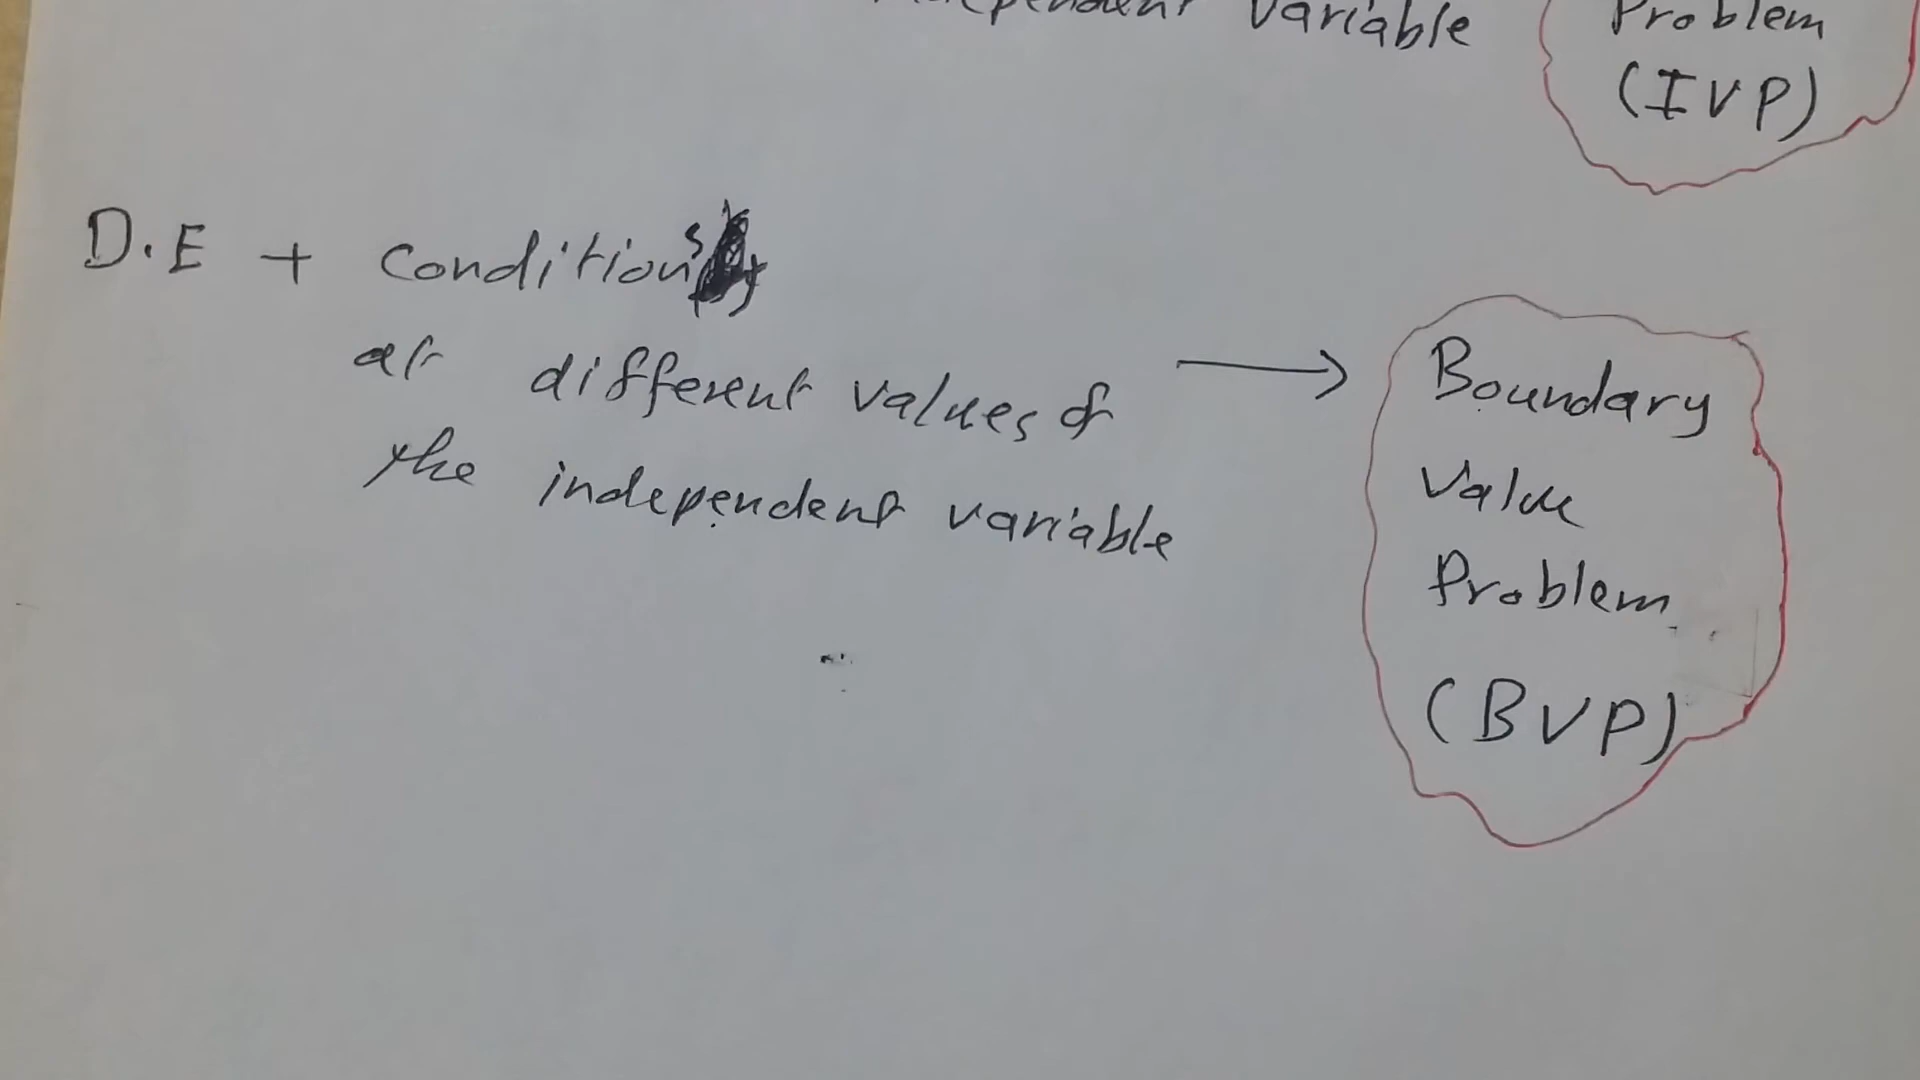 Variable
Problem
(IVP)
D.E + conditions
at different values of
the independent variable
Boundary
Value
Problem
(BVP)